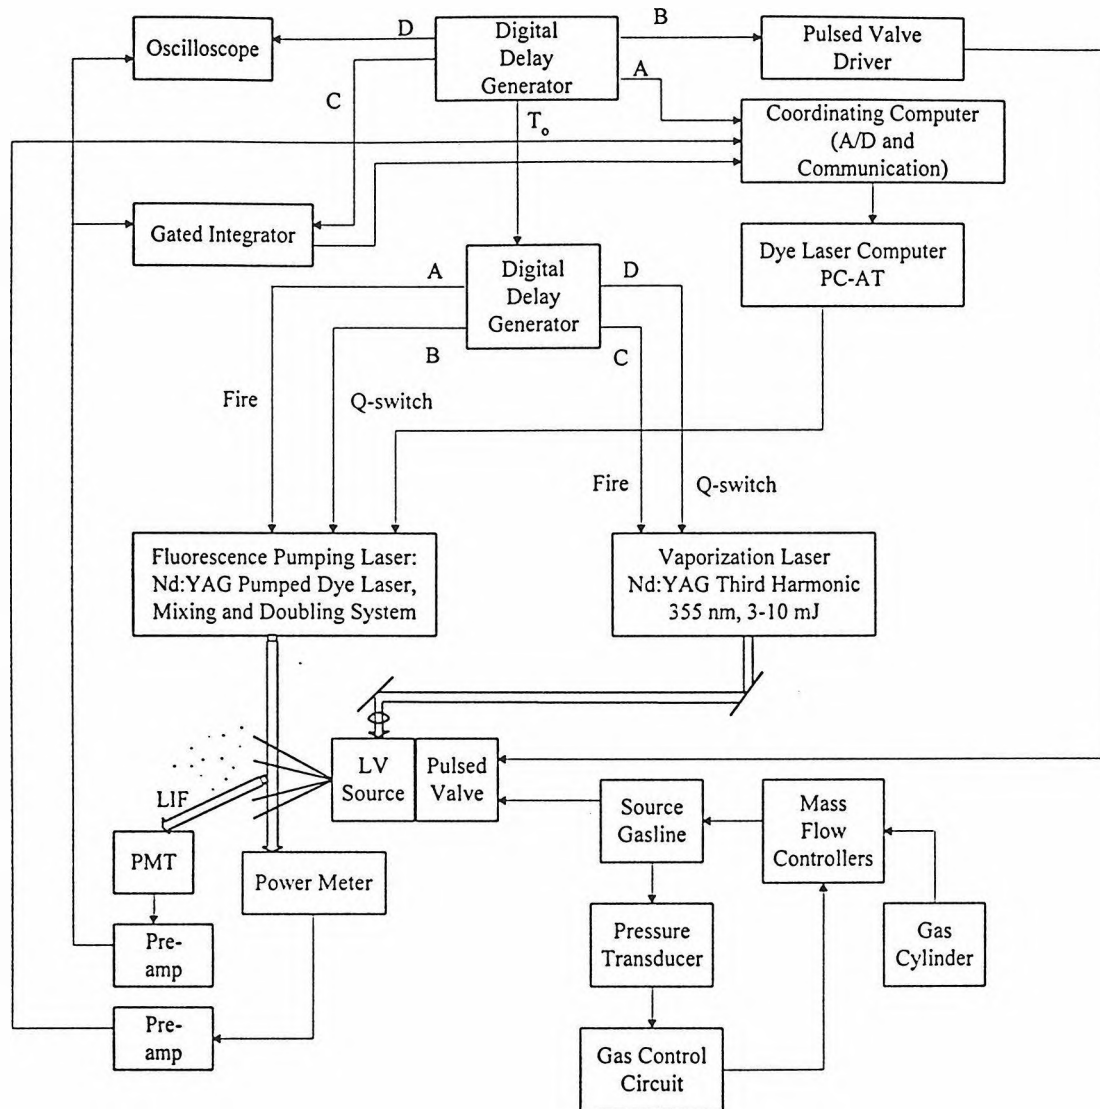 Oscilloscope
D
Digital
Delay
Generator
B
Pulsed Valve
Driver
A
C
To
Coordinating Computer
(A/D and
Communication)
Gated Integrator
Dye Laser Computer
PC-AT
A
Digital
Delay
Generator
D
B
C
Fire
Q-switch
Fire
Q-switch
Fluorescence Pumping Laser:
Nd:YAG Pumped Dye Laser,
Mixing and Doubling System
Vaporization Laser
Nd:YAG Third Harmonic
355 nm, 3-10 mJ
LV
Source
Pulsed
Valve
LIF
PMT
Power Meter
Source
Gasline
Mass
Flow
Controllers
Pre-
amp
Pressure
Transducer
Gas
Cylinder
Pre-
amp
Gas Control
Circuit